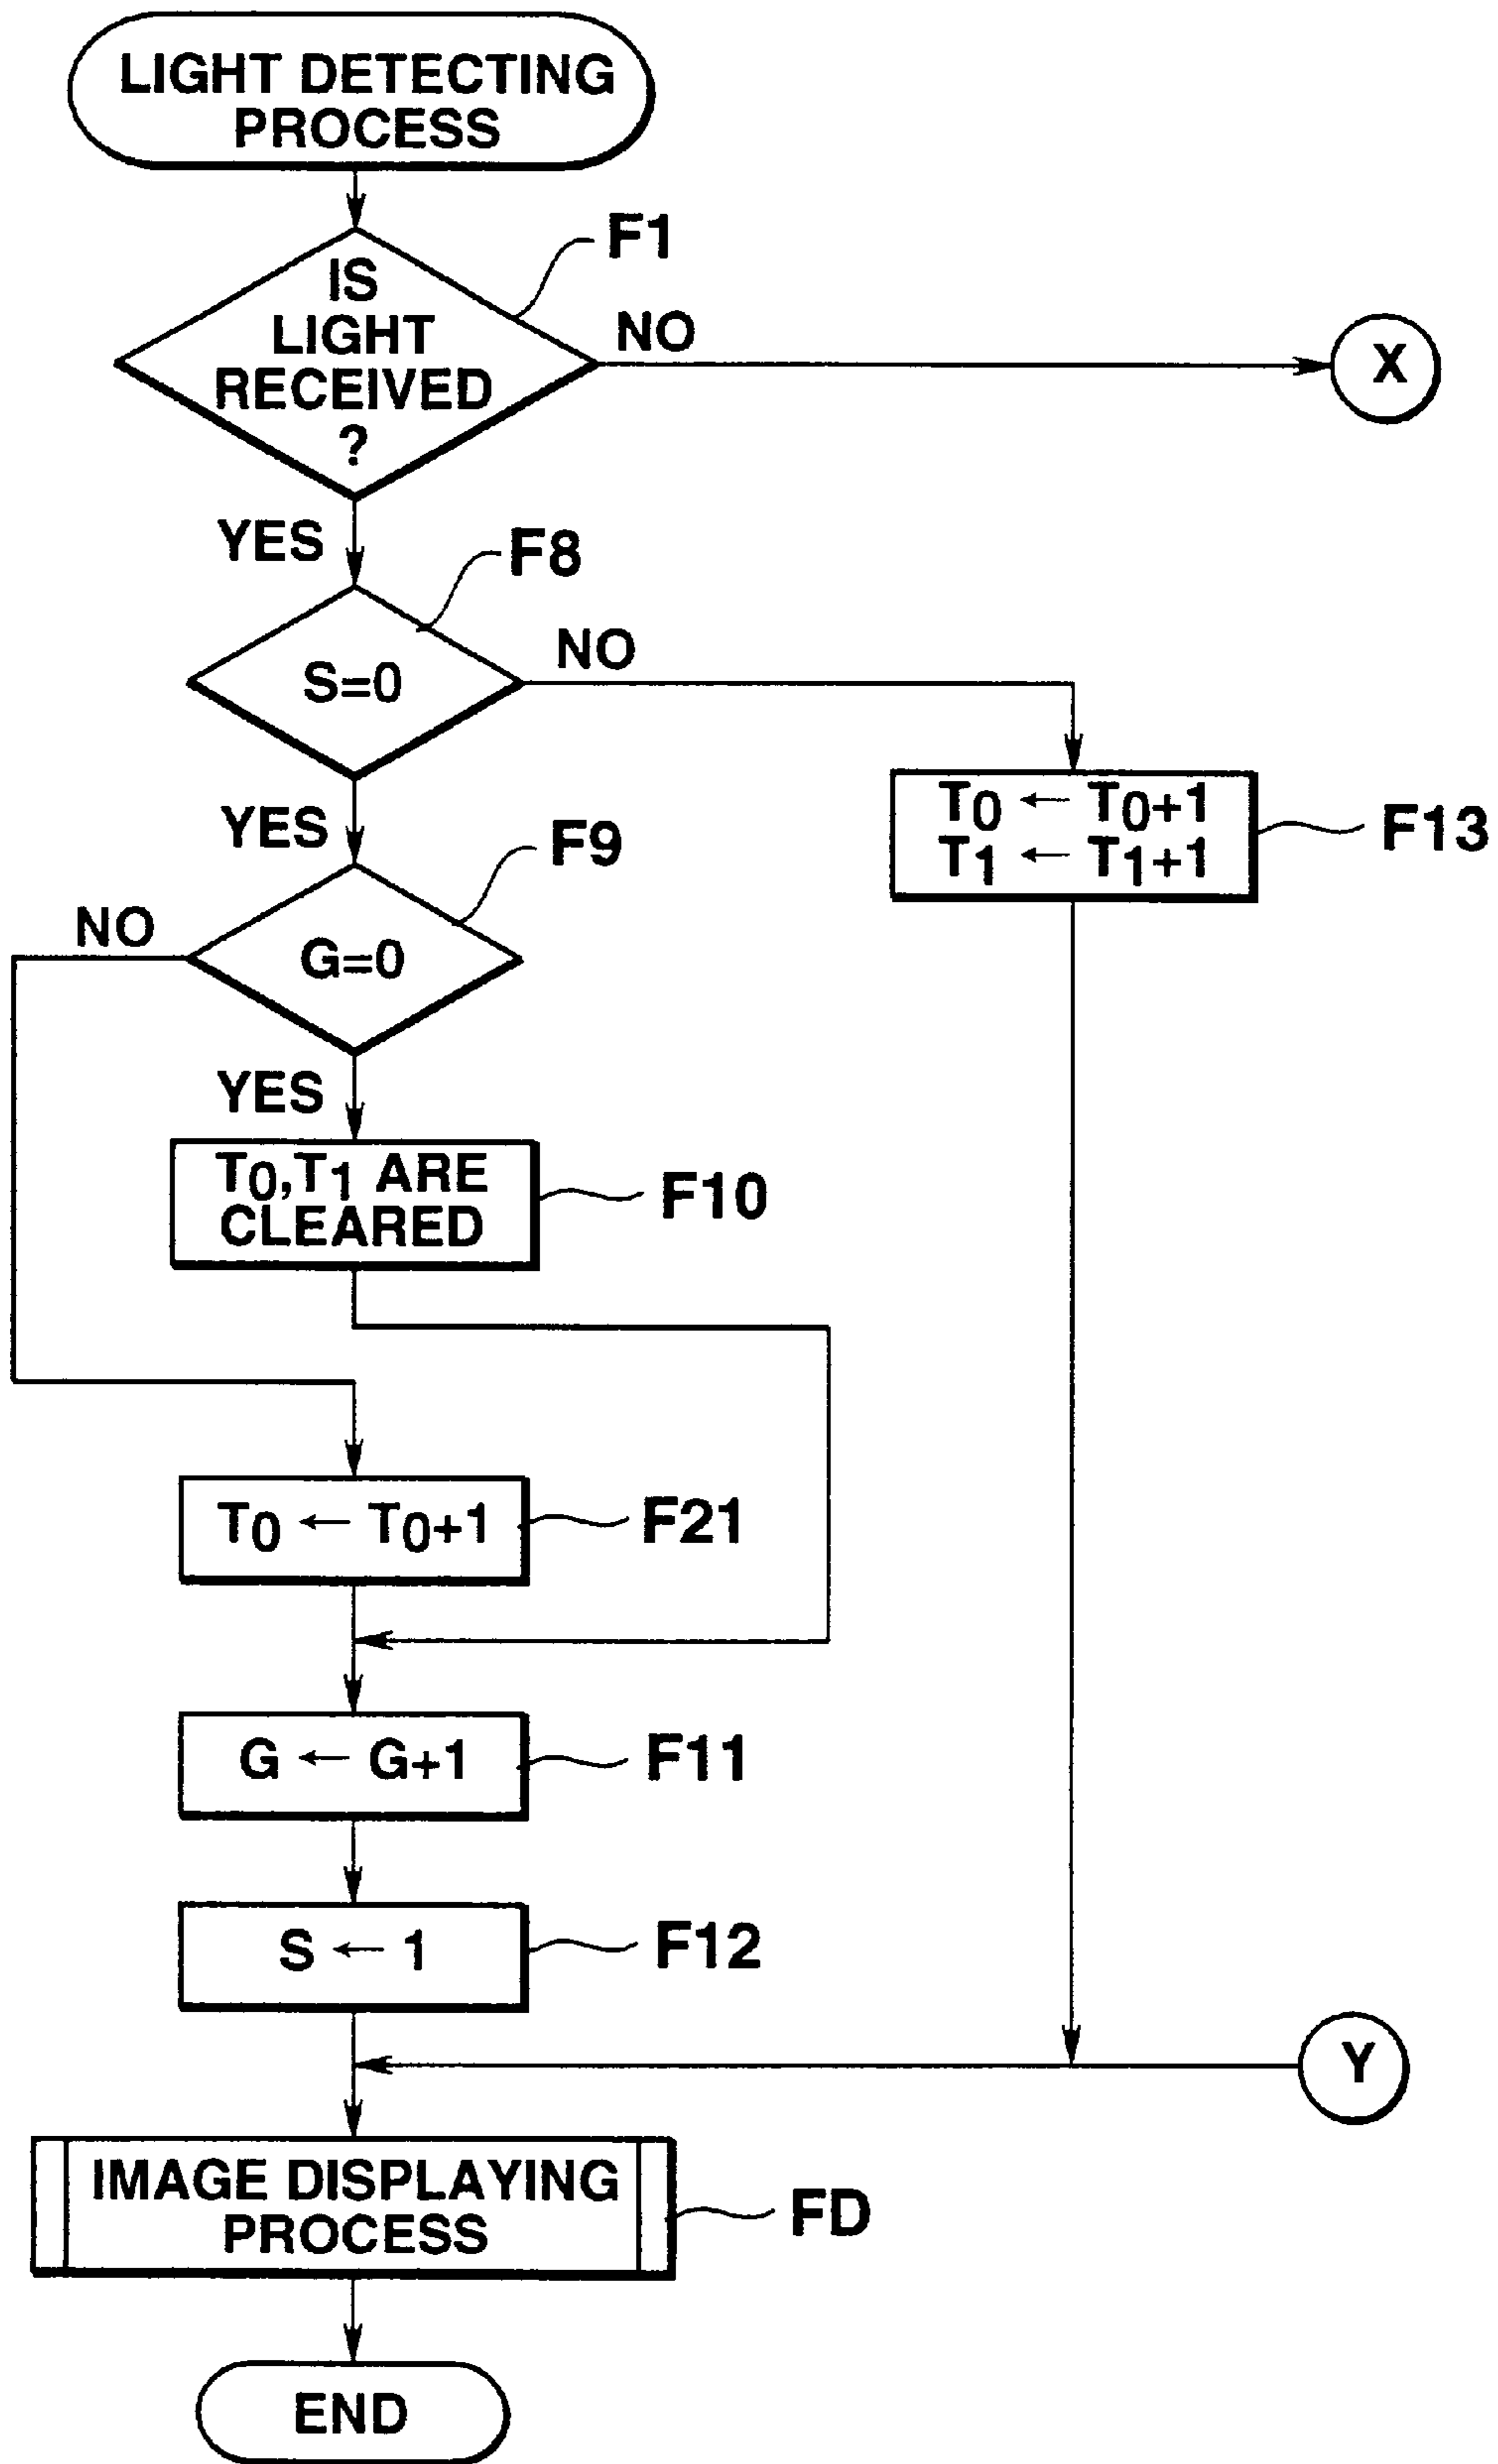 LIGHT DETECTING
PROCESS
F1
IS
LIGHT
RECEIVED
?
NO
X
YES
F8
S=0
NO
T0 ← T0+1
T1 ← T1+1
F13
YES
F9
NO
G=0
YES
T0,T1 ARE
CLEARED
F10
T0 ← T0+1
F21
G ← G+1
F11
S ← 1
F12
Y
IMAGE DISPLAYING
PROCESS
FD
END